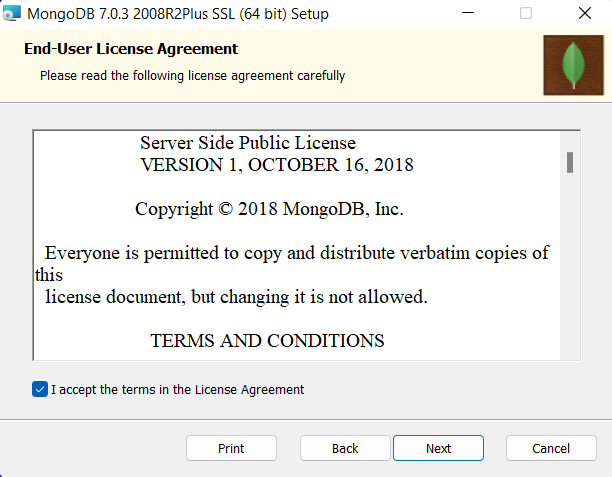 MongoDB 7.0.3 2008R2Plus SSL (64 bit) Setup
End-User License Agreement
Please read the following license agreement carefully
Server Side Public License
VERSION 1, OCTOBER 16, 2018
Copyright © 2018 MongoDB, Inc.
Everyone is permitted to copy and distribute verbatim copies of
this
license document, but changing it is not allowed.
TERMS AND CONDITIONS
I accept the terms in the License Agreement
Print
Back
Next
Cancel